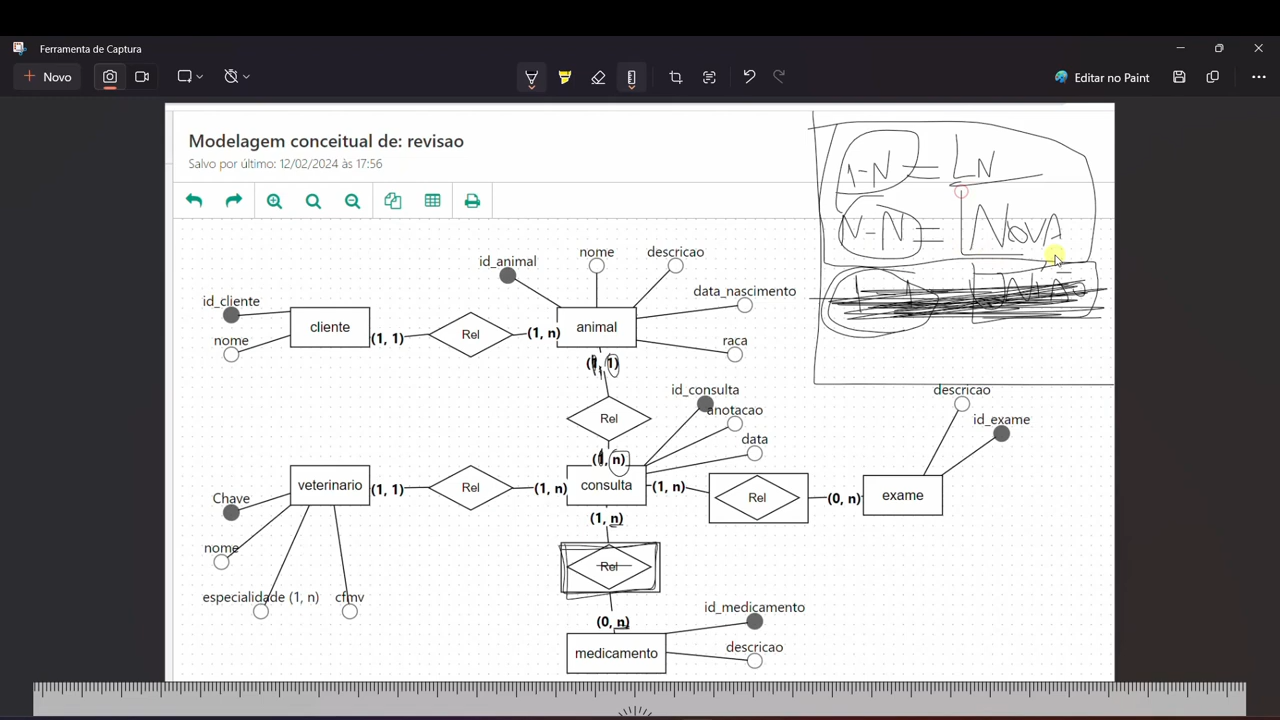 Ferramenta de Captura
Novo
Editar no Paint
Modelagem conceitual de: revisao
Salvo por último: 12/02/2024 às 17:56
1-N = LN
N-N = NOVA
id_animal
nome
descricao
data_nascimento
raca
id_cliente
nome
cliente
(1, 1)
Rel
(1, n)
animal
(1, 1)
Rel
id_consulta
anotacao
data
(1, n)
descricao
id_exame
Chave
nome
especialidade (1, n)
cfmv
veterinario
(1, 1)
Rel
(1, n)
consulta
(1, n)
Rel
(0, n)
exame
(1, n)
Rel
(0, n)
id_medicamento
descricao
medicamento